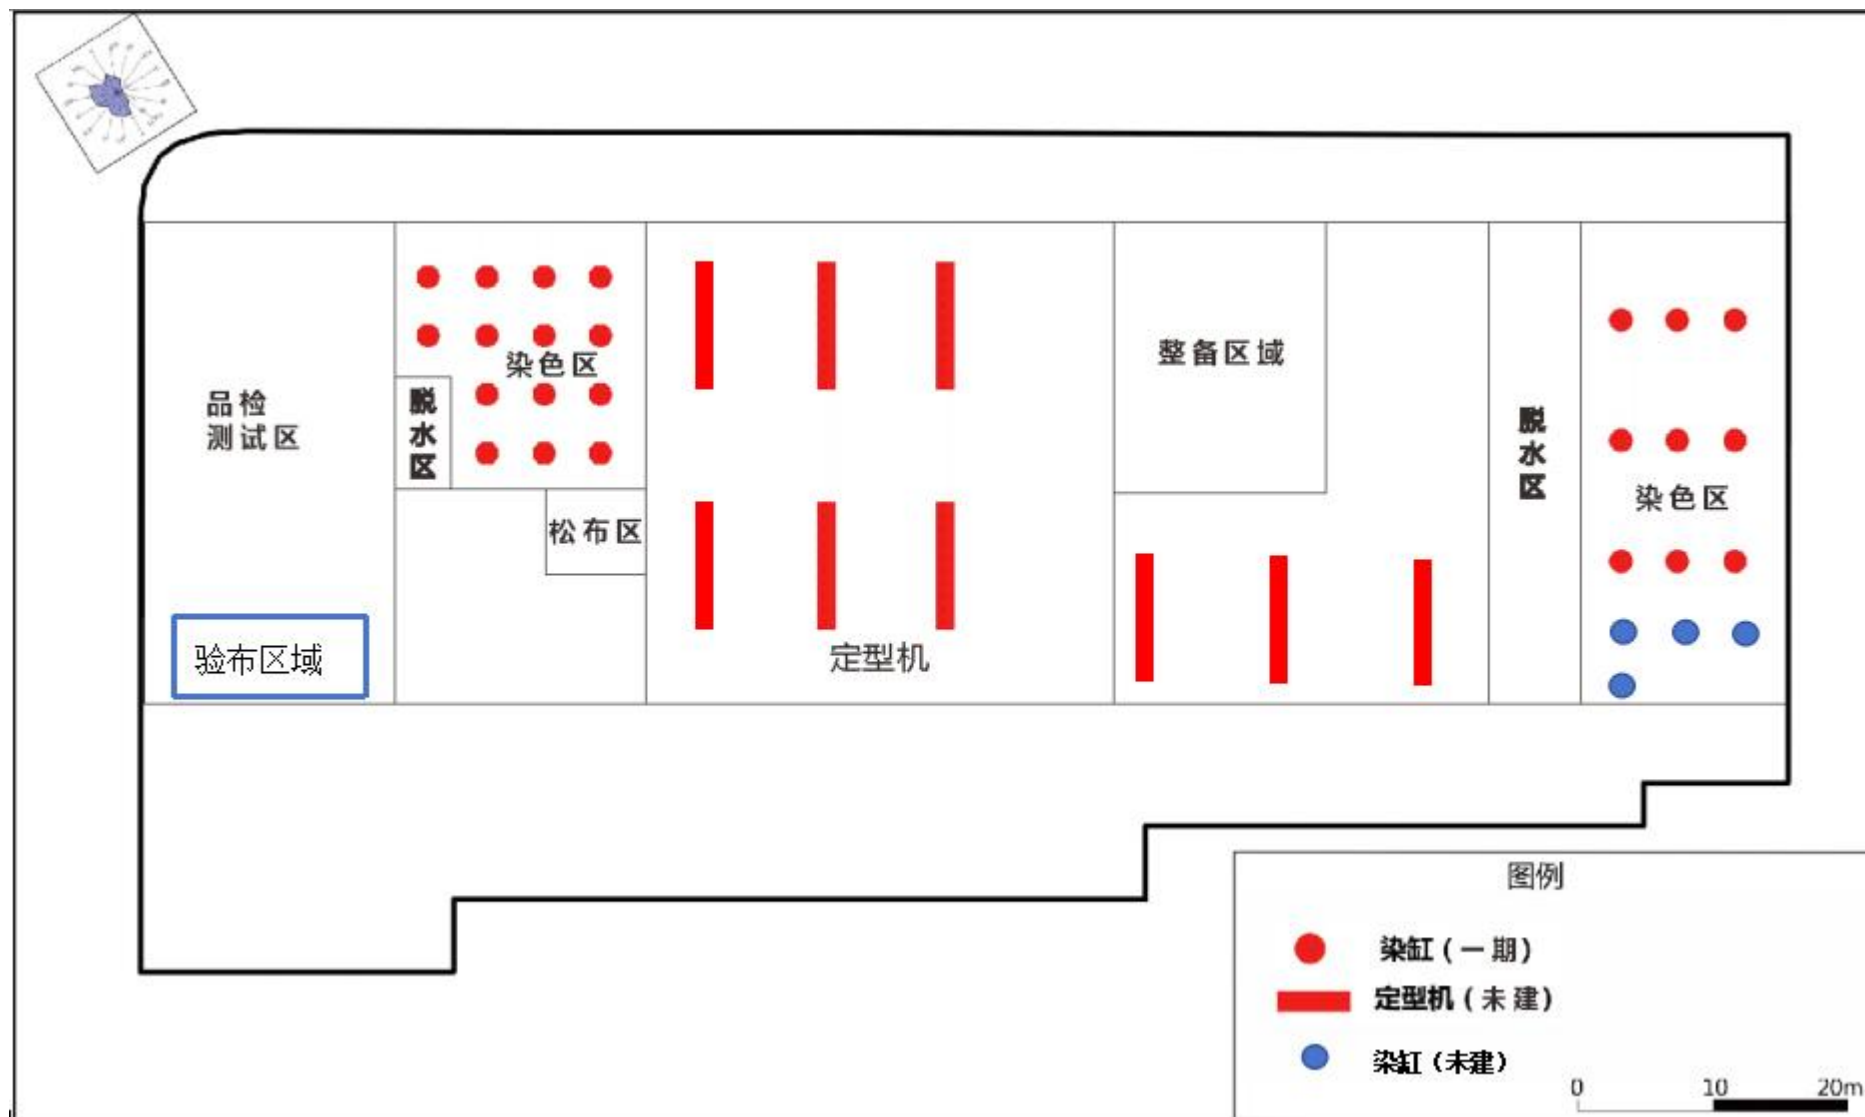 染色区
整备区域
品检
测试区
脱
水
区
脱
水
区
染色区
松布区
验布区域
定型机
图例
染缸(一期)
定型机(未建)
染缸（未建）
0 10 20m